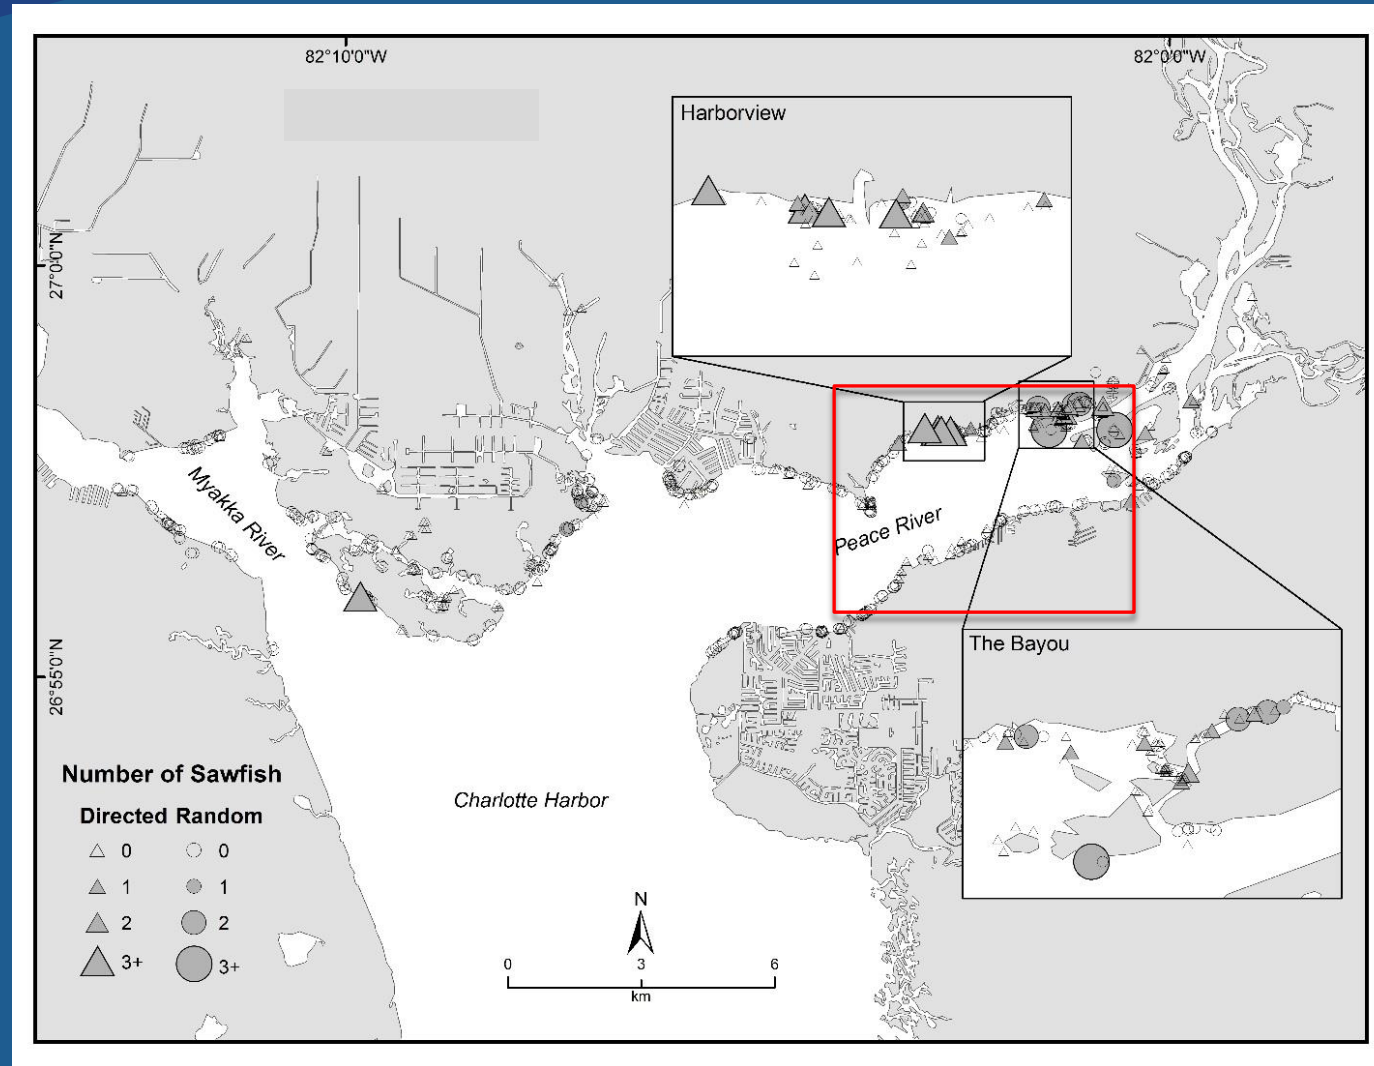 82°10'0"W
82°0'0"W
Harborview
27°0'0"N
Myakka River
Peace River
26°55'0"N
The Bayou
Number of Sawfish
Directed Random
0 0
1 1
2 2
3+ 3+
Charlotte Harbor
N
0 3 6
km